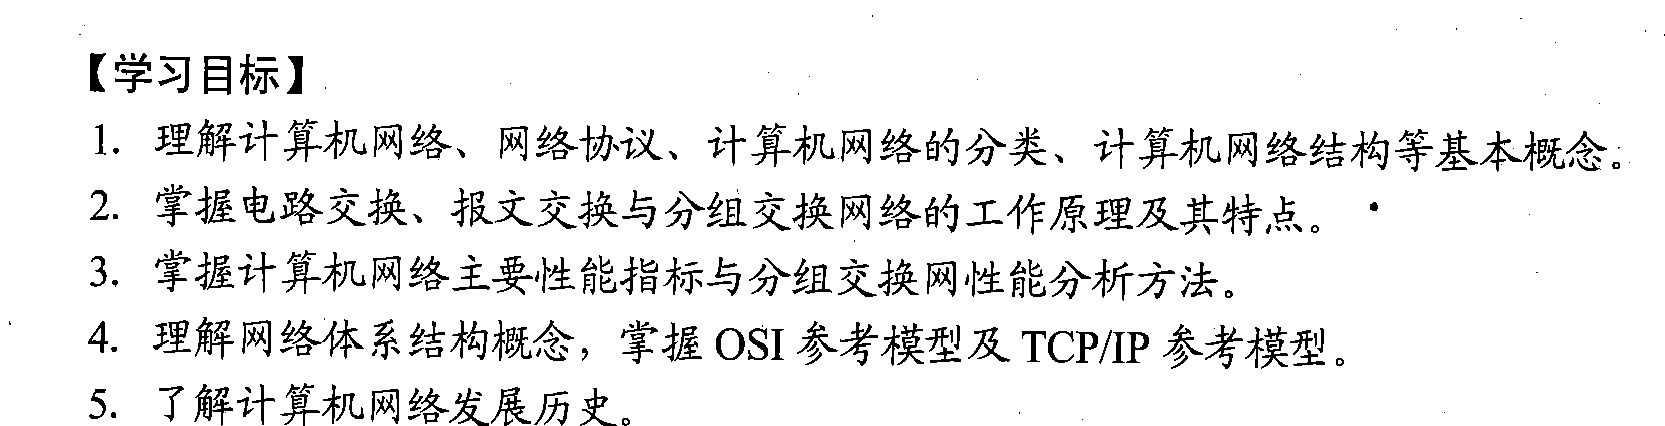 【学习目标】
1. 理解计算机网络、网络协议、计算机网络的分类、计算机网络结构等基本概念。
2. 掌握电路交换、报文交换与分组交换网络的工作原理及其特点。
3. 掌握计算机网络主要性能指标与分组交换网性能分析方法。
4. 理解网络体系结构概念，掌握 OSI 参考模型及 TCP/IP 参考模型。
5. 了解计算机网络发展历史。